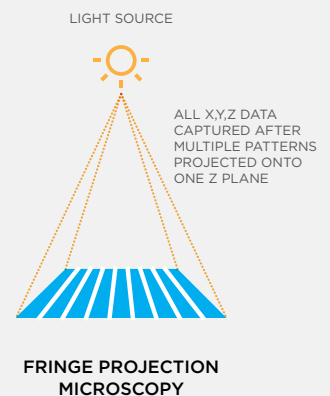 LIGHT SOURCE
ALL X,Y,Z DATA
CAPTURED AFTER
MULTIPLE PATTERNS
PROJECTED ONTO
ONE Z PLANE
FRINGE PROJECTION
MICROSCOPY